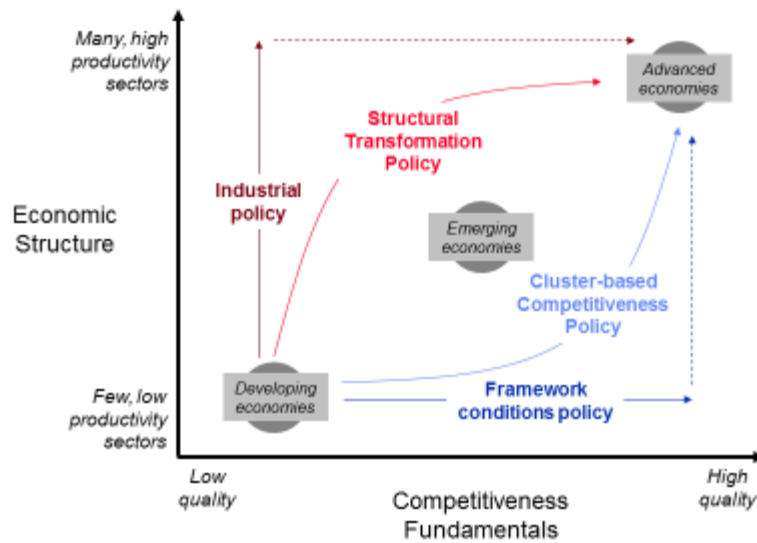 Many, high
productivity
sectors
Advanced
economies
Structural
Transformation
Policy
Industrial
policy
Economic
Structure
Emerging
economies
Cluster-based
Competitiveness
Policy
Developing
economies
Framework
conditions policy
Few, low
productivity
sectors
Low
quality
High
quality
Competitiveness
Fundamentals